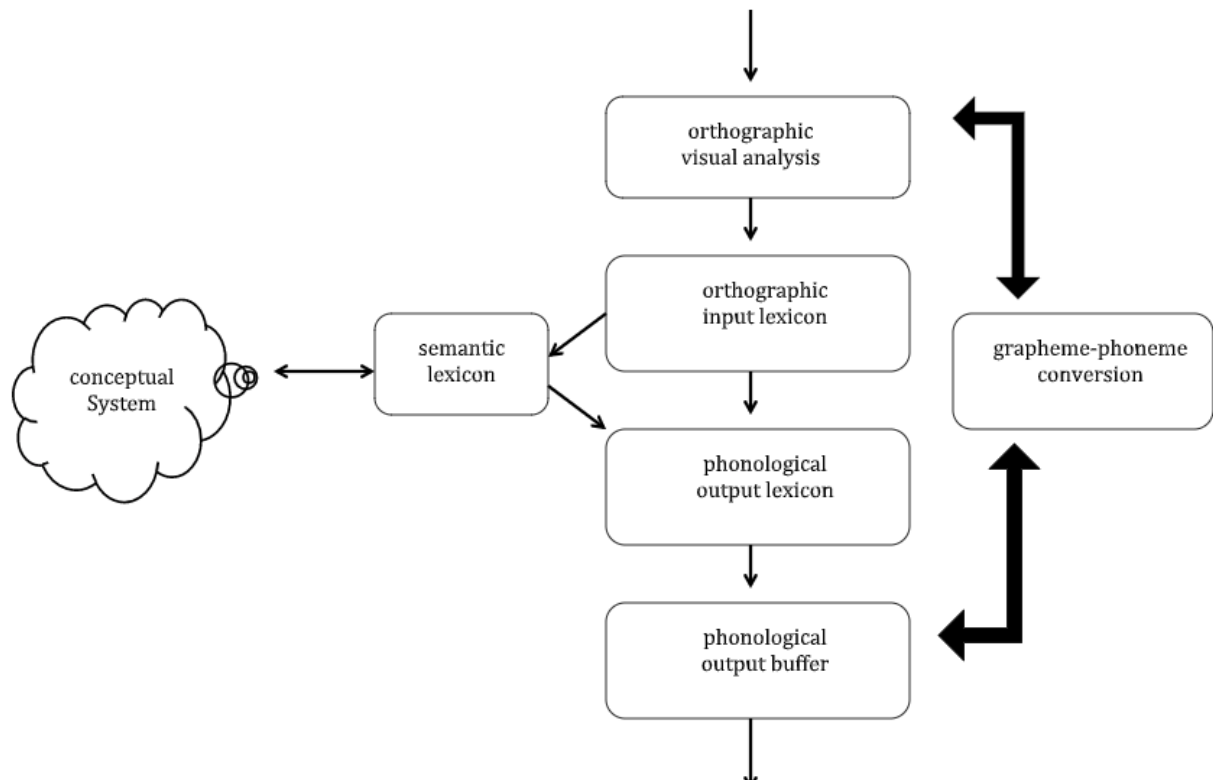 orthographic
visual analysis
orthographic
input lexicon
semantic
lexicon
conceptual
System
grapheme-phoneme
conversion
phonological
output lexicon
phonological
output buffer